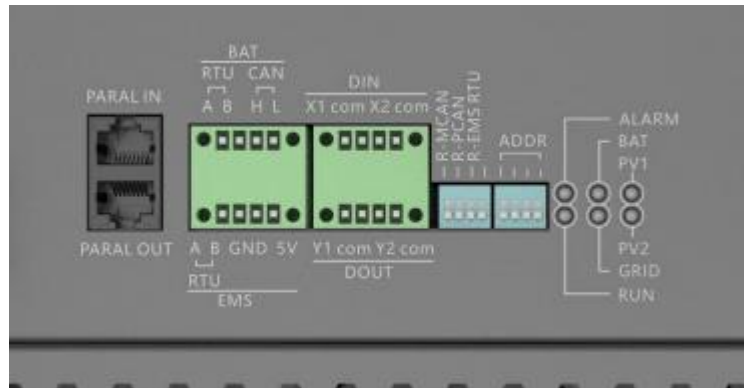 BAT
RTU CAN
A B H L
PARAL IN
DIN
X1 com X2 com
R-MCAN
R-PCAN
R-EMS RTU
ADDR
ALARM
BAT
PV1
PARAL OUT
A B GND 5V
RTU
EMS
Y1 com Y2 com
DOUT
PV2
GRID
RUN